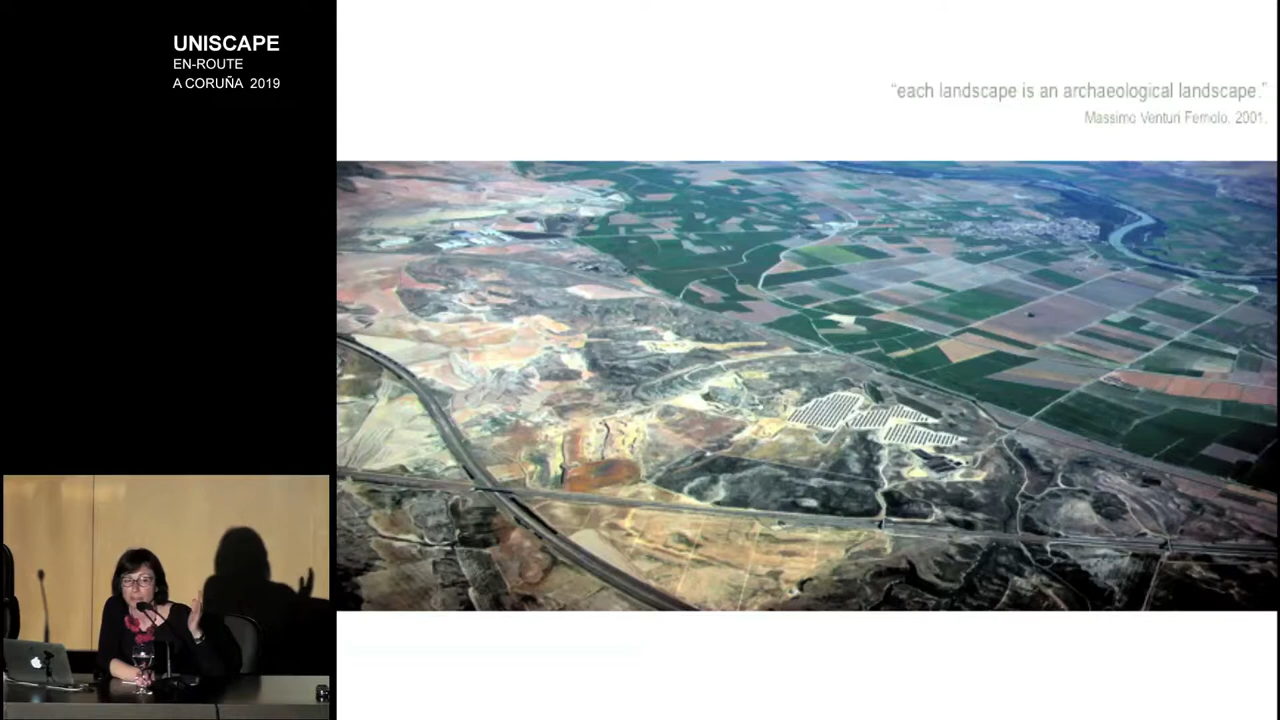 UNISCAPE
EN-ROUTE
A CORUÑA 2019
“each landscape is an archaeological landscape.”
Massimo Venturi Ferriolo. 2001.